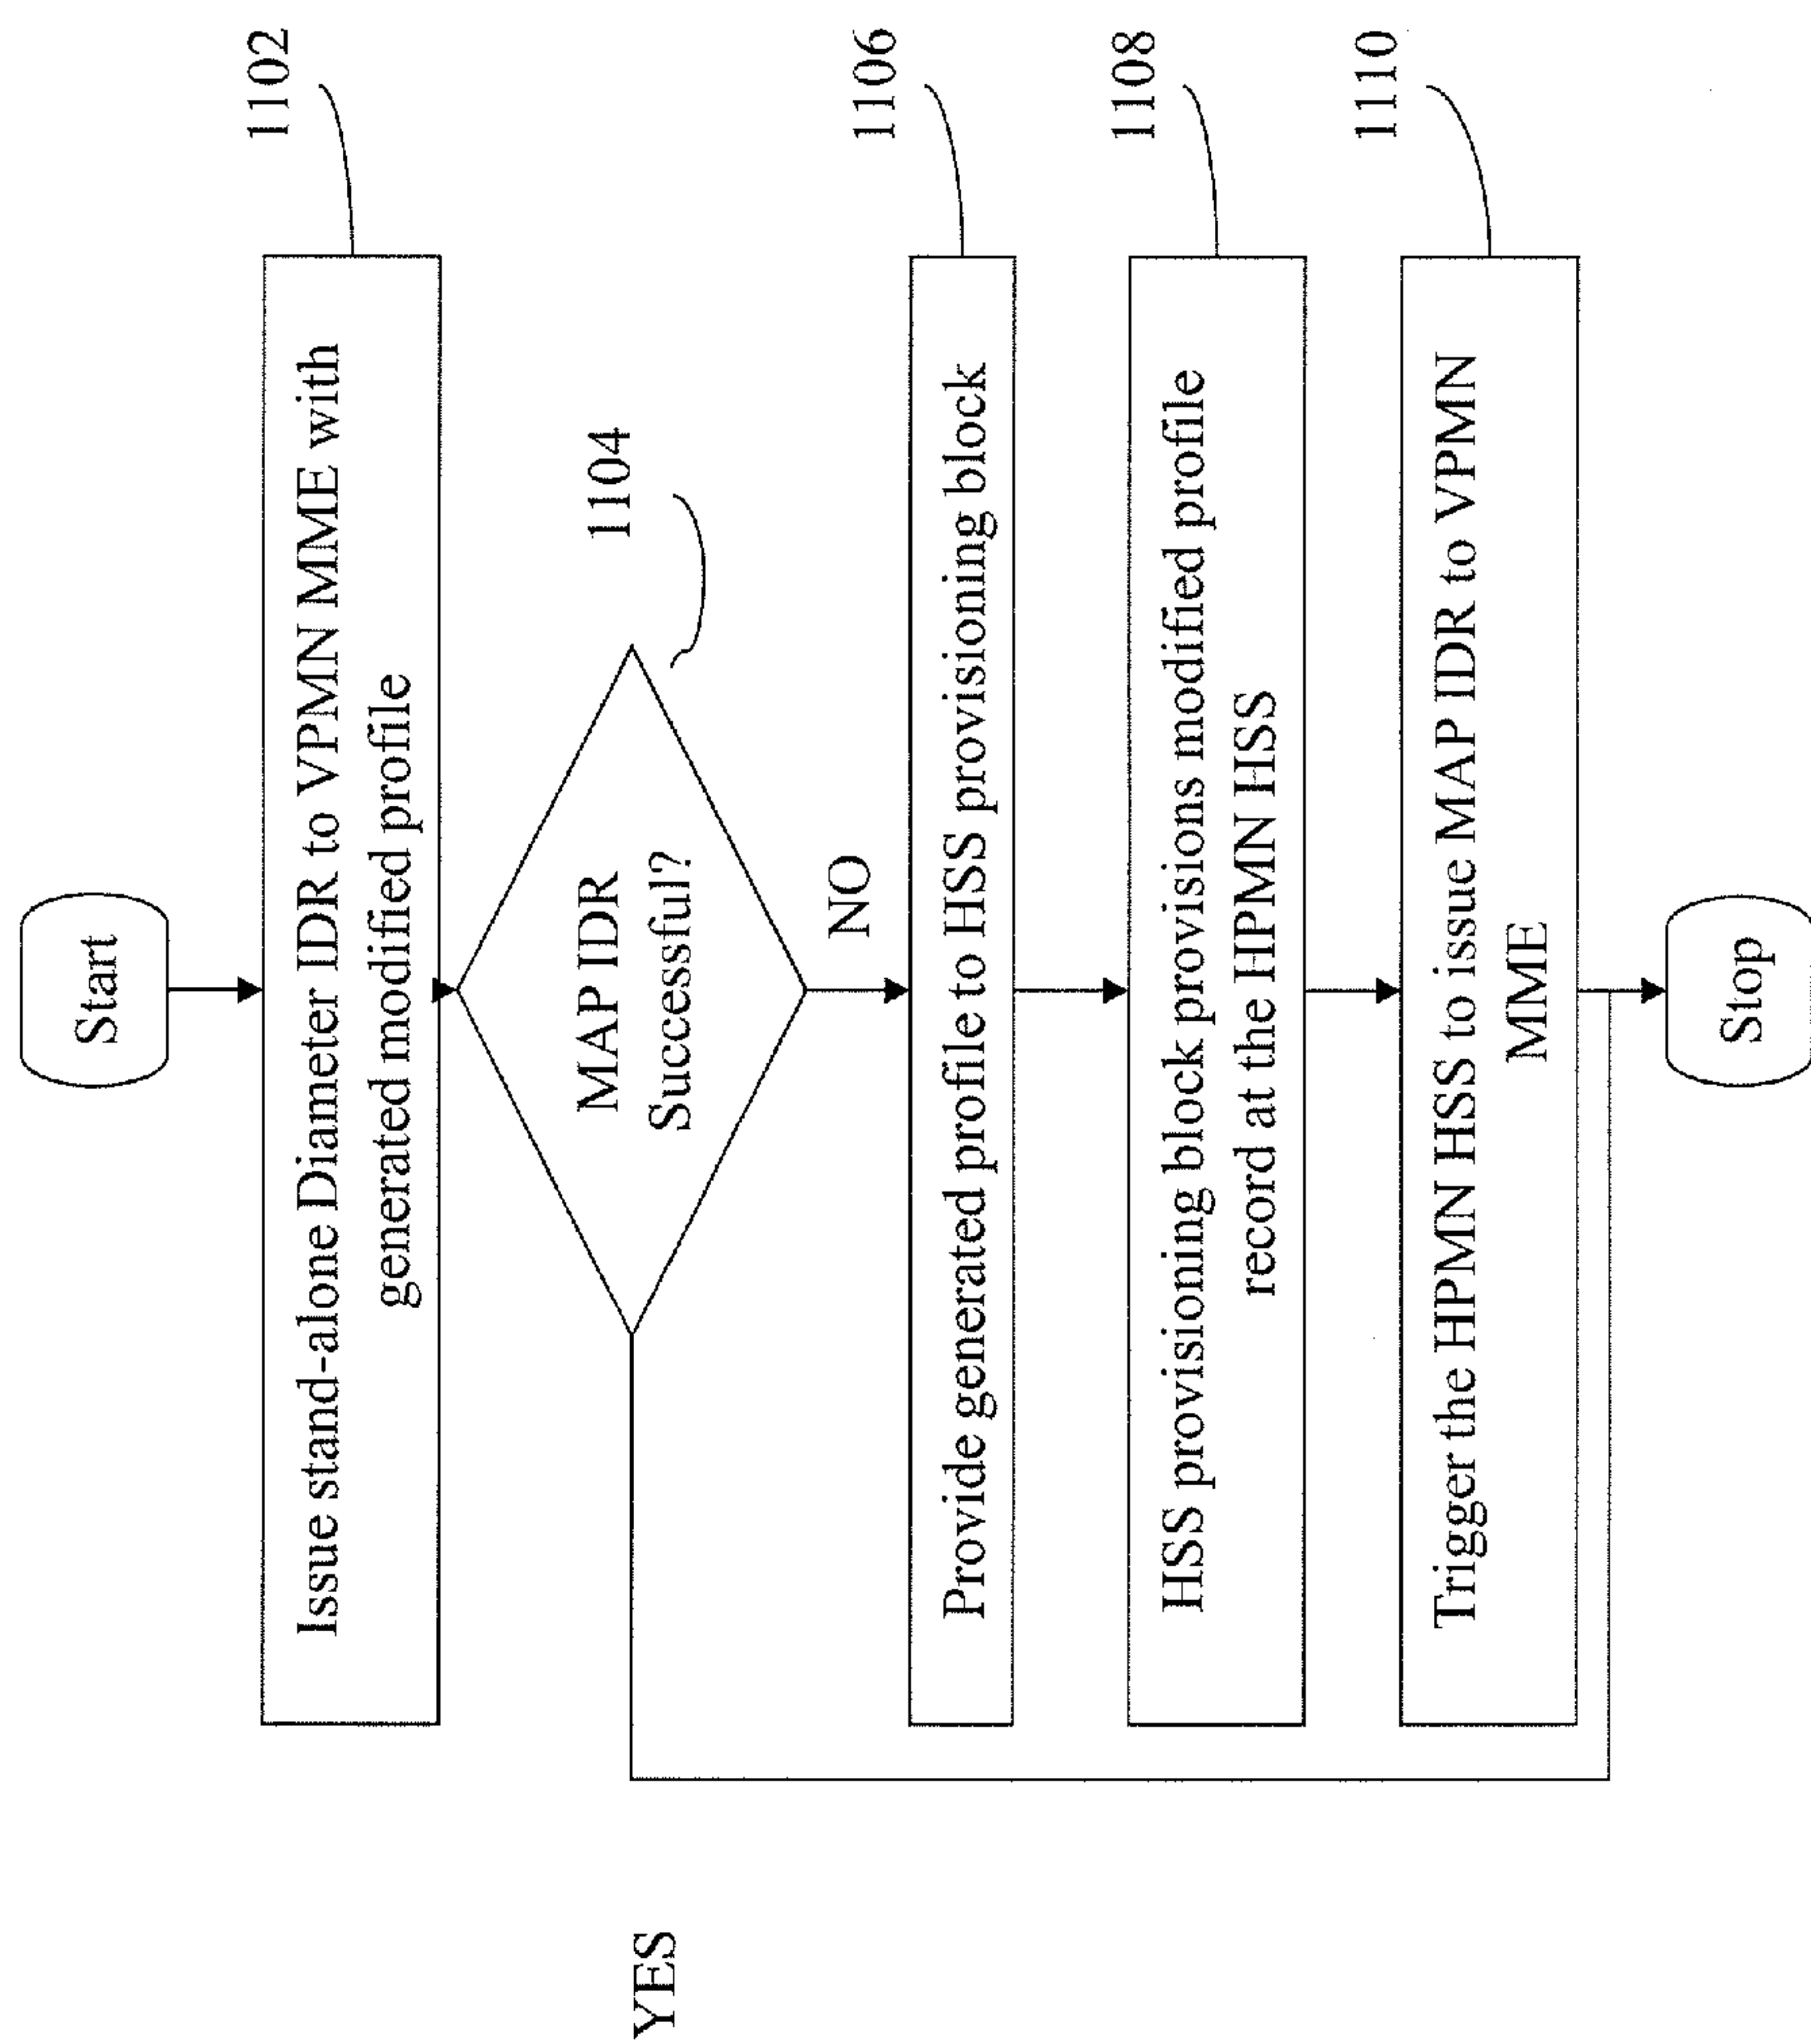 Start
1102
Issue stand-alone Diameter IDR to VPMN MME with
generated modified profile
1104
MAP IDR
Successful?
YES
NO
1106
Provide generated profile to HSS provisioning block
1108
HSS provisioning block provisions modified profile
record at the HPMN HSS
1110
Trigger the HPMN HSS to issue MAP IDR to VPMN
MME
Stop